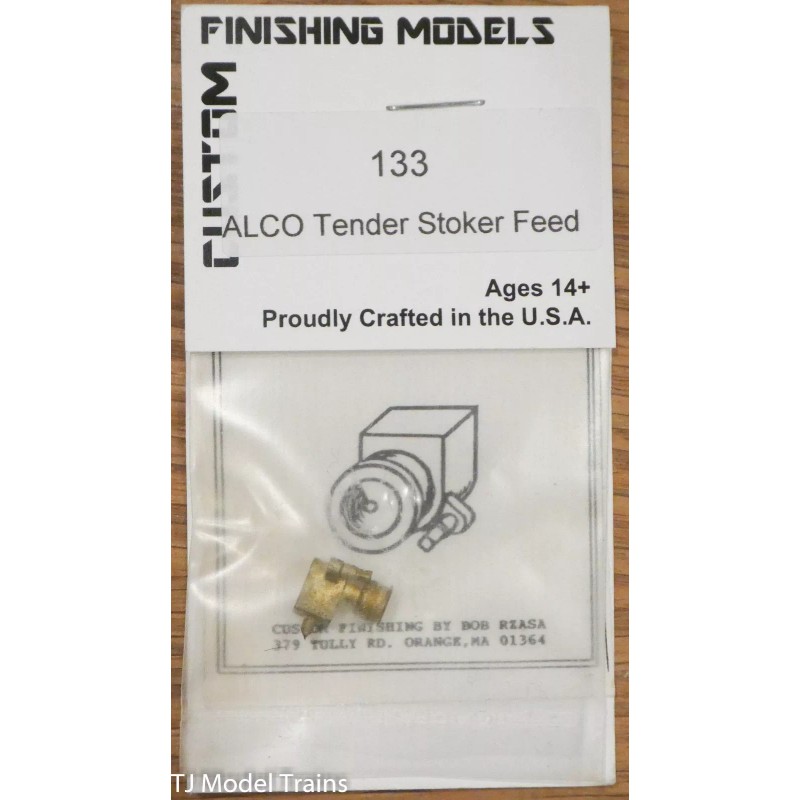 FINISHING MODELS
CUSTOM
133
ALCO Tender Stoker Feed
Ages 14+
Proudly Crafted in the U.S.A.
CUSTOM FINISHING BY BOB RZASA
379 TULLY RD. ORANGE, MA 01364
TJ Model Trains